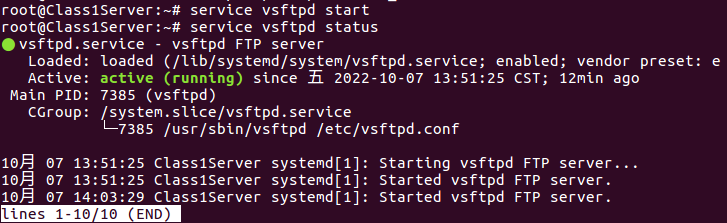 root@Class1Server:~# service vsftpd start
root@Class1Server:~# service vsftpd status
● vsftpd.service - vsftpd FTP server
   Loaded: loaded (/lib/systemd/system/vsftpd.service; enabled; vendor preset: e
   Active: active (running) since 五 2022-10-07 13:51:25 CST; 12min ago
 Main PID: 7385 (vsftpd)
   CGroup: /system.slice/vsftpd.service
           └─7385 /usr/sbin/vsftpd /etc/vsftpd.conf
10月 07 13:51:25 Class1Server systemd[1]: Starting vsftpd FTP server...
10月 07 13:51:25 Class1Server systemd[1]: Started vsftpd FTP server.
10月 07 14:03:29 Class1Server systemd[1]: Started vsftpd FTP server.
lines 1-10/10 (END)